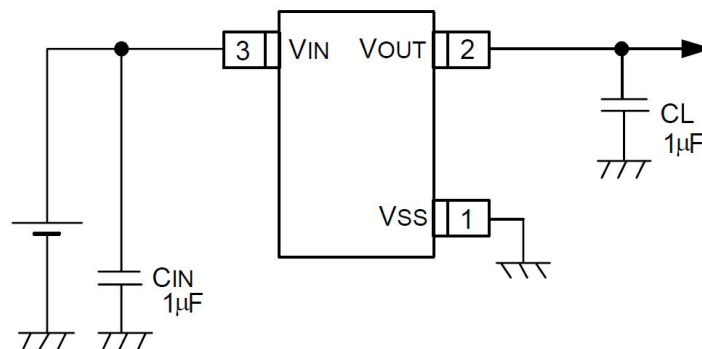 3 VIN VOUT 2
CL
1μF
VSS 1
CIN
1μF